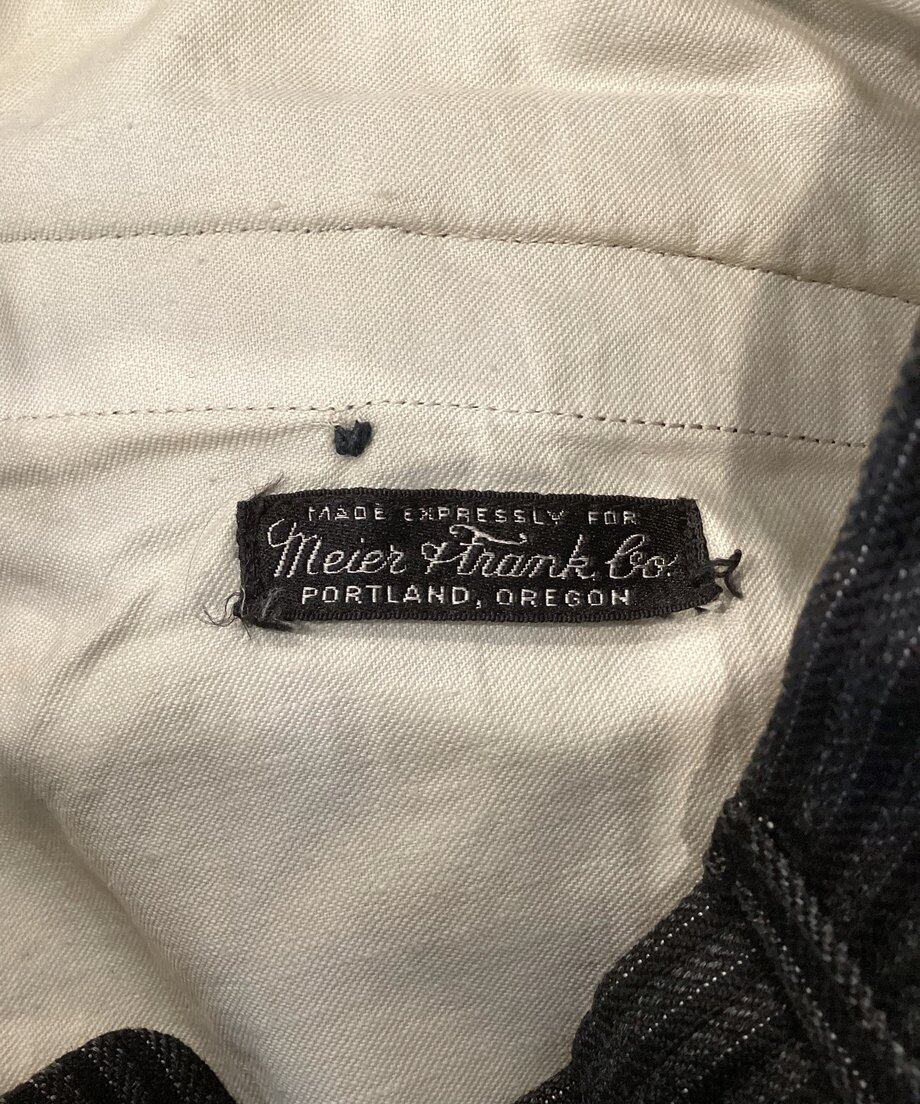 MADE EXPRESSLY FOR
Meier & Frank Co.
PORTLAND, OREGON